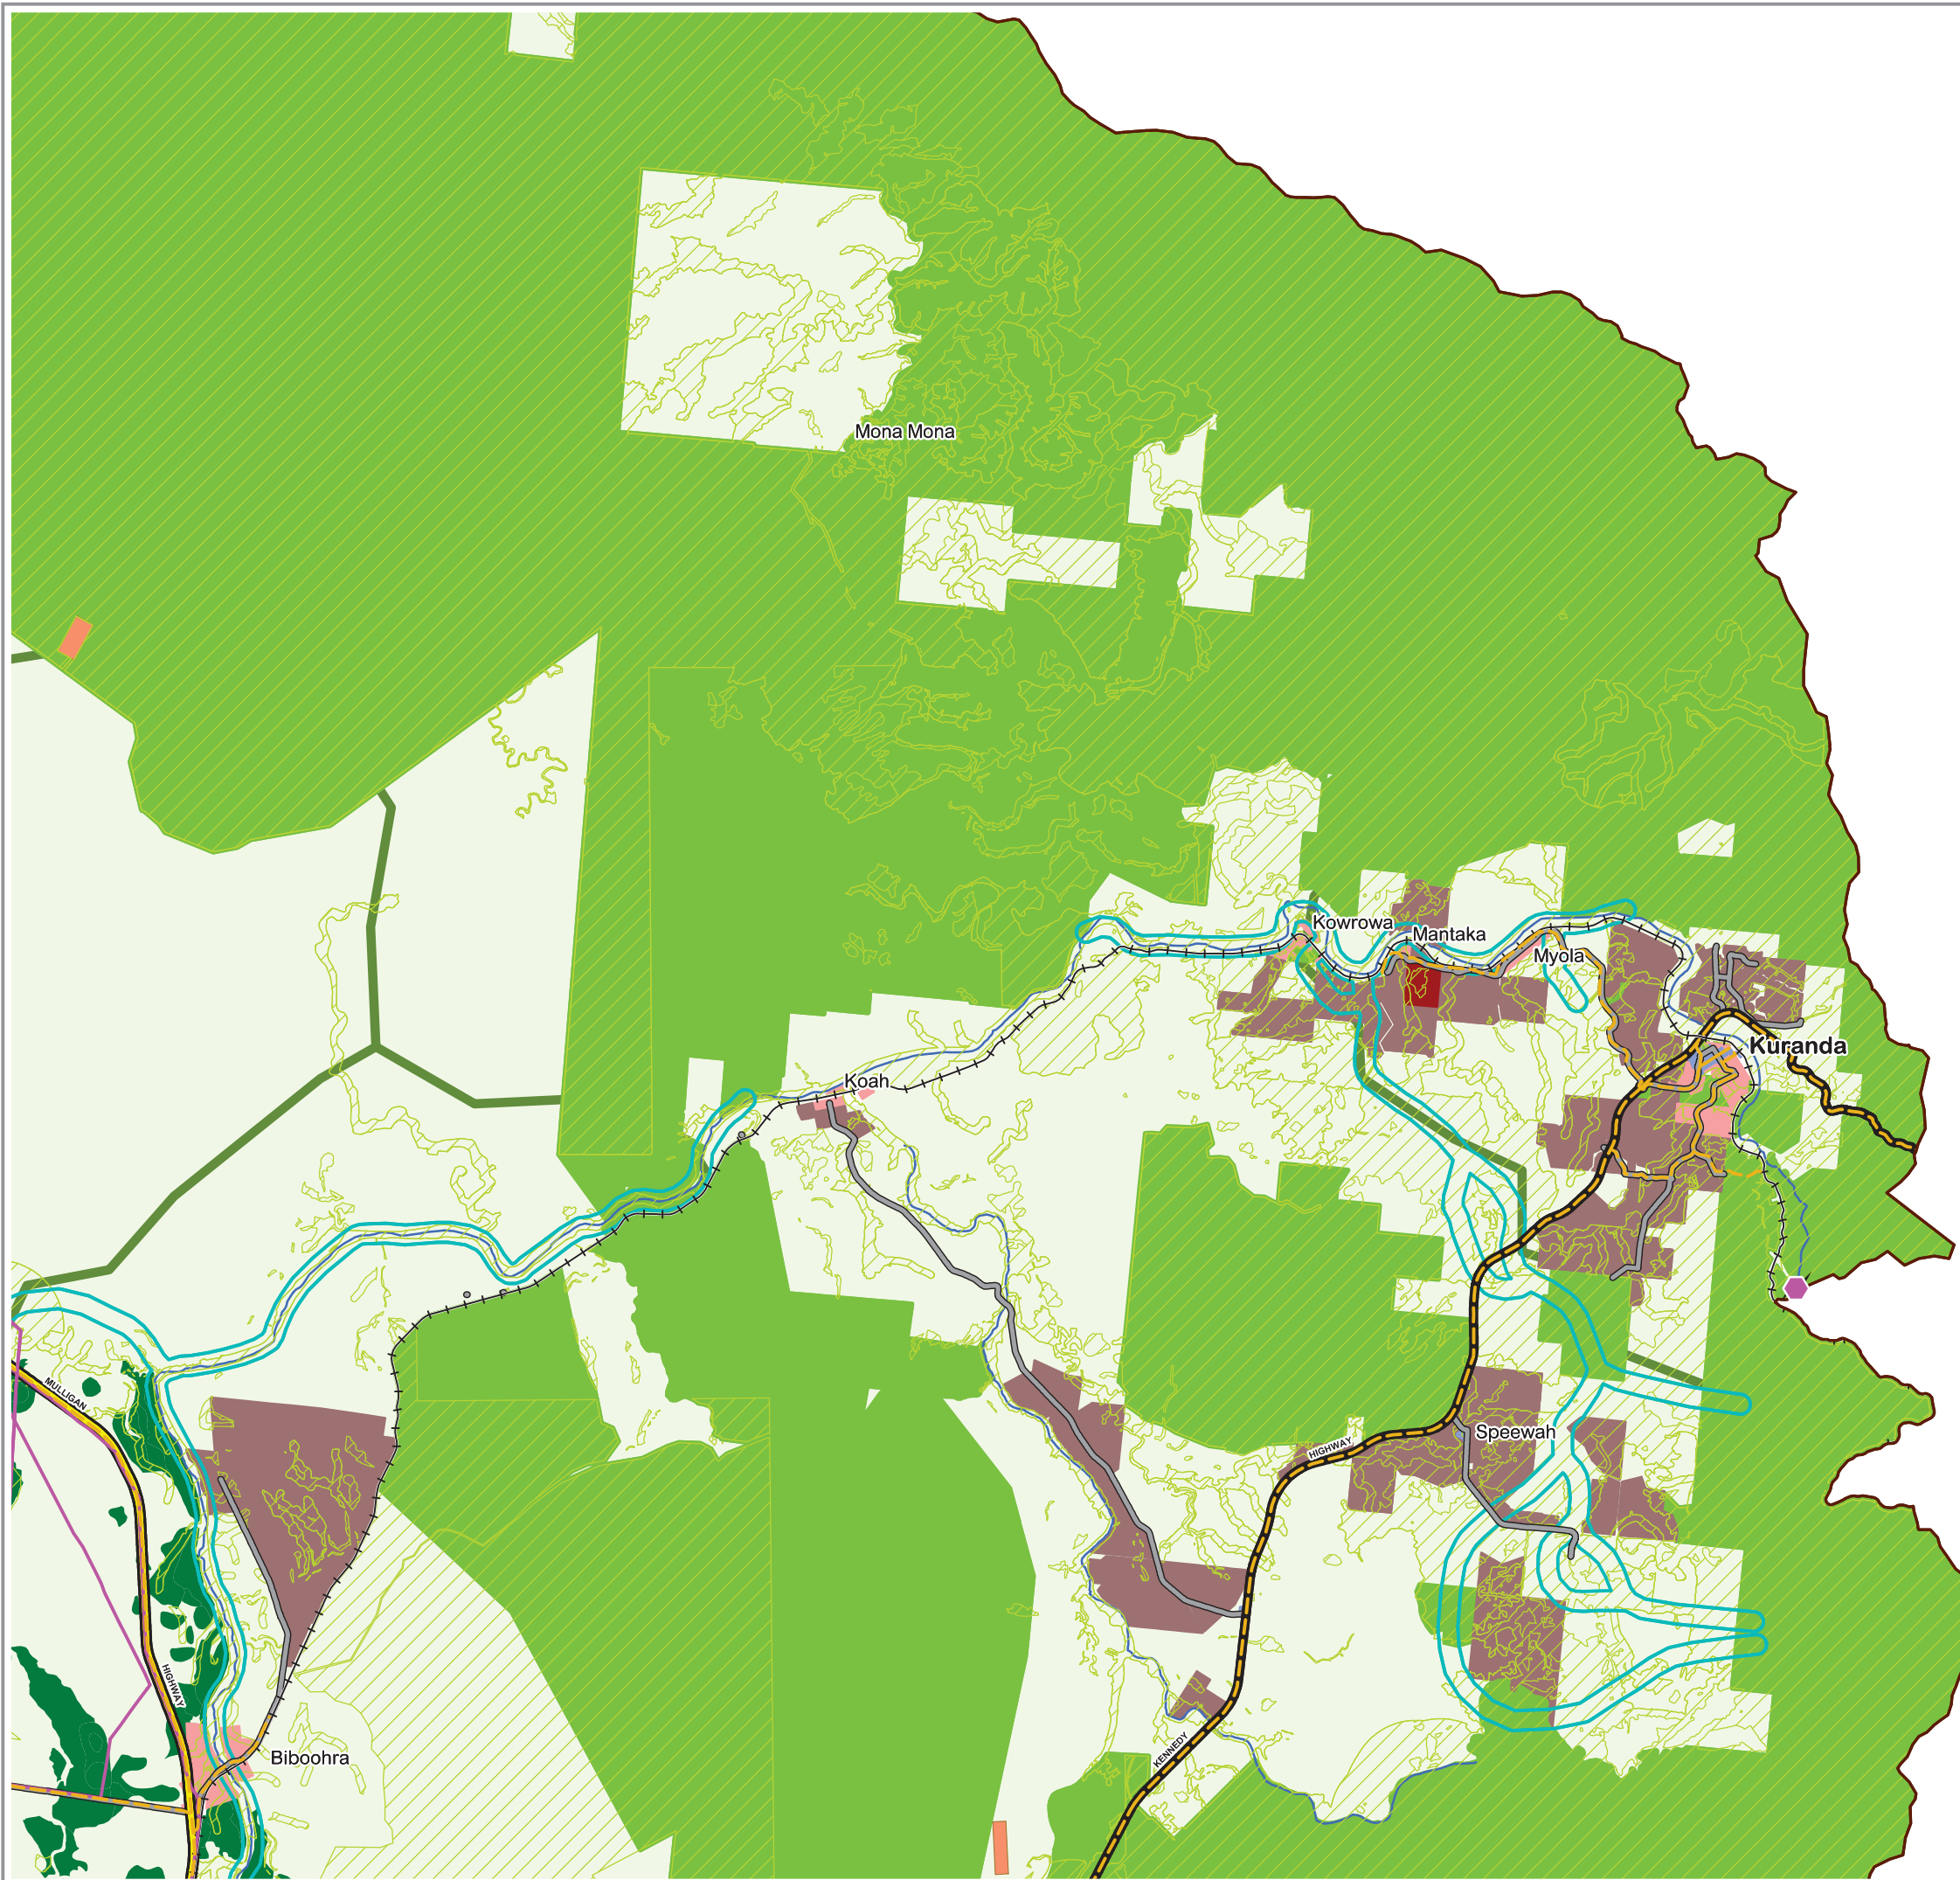 Mona Mona
Kowrowa
Mantaka
Myola
Kuranda
Koah
MULLIGAN
Speewah
HIGHWAY
HIGHWAY
KENNEDY
Biboohra